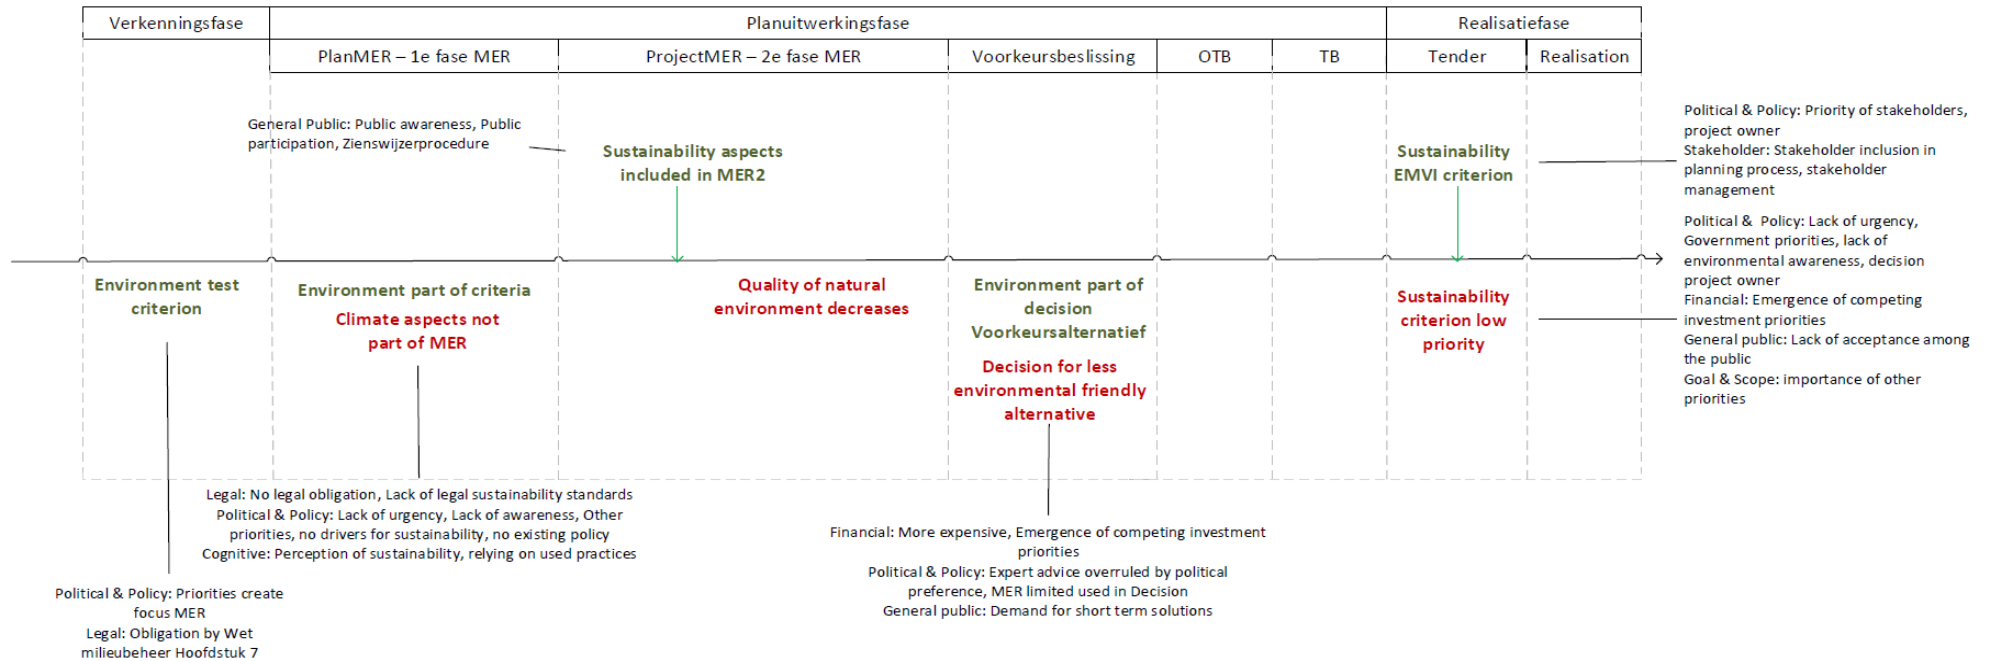 Verkenningsfase
Planuitwerkingsfase
Realisatiefase
PlanMER – 1e fase MER
ProjectMER – 2e fase MER
Voorkeursbeslissing
OTB
TB
Tender
Realisation
General Public: Public awareness, Public
participation, Zienswijzerprocedure
Sustainability aspects
included in MER2
Sustainability
EMVI criterion
Political & Policy: Priority of stakeholders,
project owner
Stakeholder: Stakeholder inclusion in
planning process, stakeholder
management
Environment test
criterion
Environment part of criteria
Climate aspects not
part of MER
Quality of natural
environment decreases
Environment part of
decision
Voorkeursalternatief
Decision for less
environmental friendly
alternative
Sustainability
criterion low
priority
Political & Policy: Lack of urgency,
Government priorities, lack of
environmental awareness, decision
project owner
Financial: Emergence of competing
investment priorities
General public: Lack of acceptance among
the public
Goal & Scope: importance of other
priorities
Legal: No legal obligation, Lack of legal sustainability standards
Political & Policy: Lack of urgency, Lack of awareness, Other
priorities, no drivers for sustainability, no existing policy
Cognitive: Perception of sustainability, relying on used practices
Financial: More expensive, Emergence of competing investment
priorities
Political & Policy: Expert advice overruled by political
preference, MER limited used in Decision
General public: Demand for short term solutions
Political & Policy: Priorities create
focus MER
Legal: Obligation by Wet
milieubeheer Hoofdstuk 7